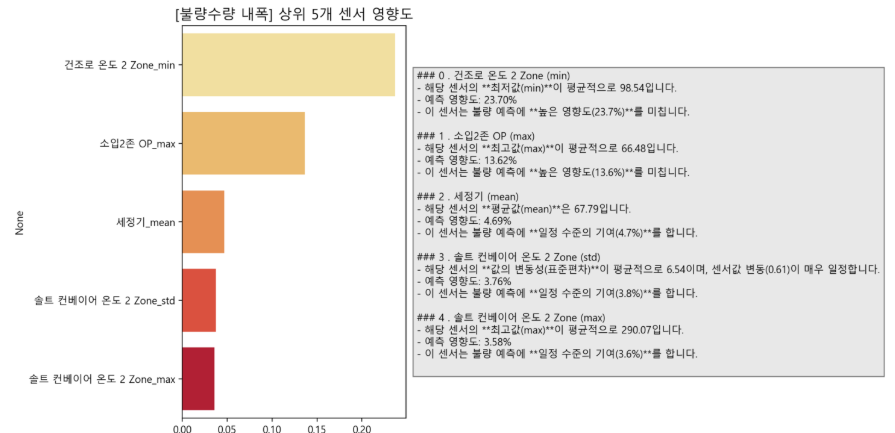 [불량수량 내폭] 상위 5개 센서 영향도
None
건조로 온도 2 Zone_min
소입2존 OP_max
세정기_mean
솔트 컨베이어 온도 2 Zone_std
솔트 컨베이어 온도 2 Zone_max
0.00 0.05 0.10 0.15 0.20
### 0 . 건조로 온도 2 Zone (min)
- 해당 센서의 **최저값(min)**이 평균적으로 98.54입니다.
- 예측 영향도: 23.70%
- 이 센서는 불량 예측에 **높은 영향도(23.7%)**를 미칩니다.
### 1 . 소입2존 OP (max)
- 해당 센서의 **최고값(max)**이 평균적으로 66.48입니다.
- 예측 영향도: 13.62%
- 이 센서는 불량 예측에 **높은 영향도(13.6%)**를 미칩니다.
### 2 . 세정기 (mean)
- 해당 센서의 **평균값(mean)**은 67.79입니다.
- 예측 영향도: 4.69%
- 이 센서는 불량 예측에 **일정 수준의 기여(4.7%)**를 합니다.
### 3 . 솔트 컨베이어 온도 2 Zone (std)
- 해당 센서의 **값의 변동성(표준편차)**이 평균적으로 6.54이며, 센서값 변동(0.61)이 매우 일정합니다.
- 예측 영향도: 3.76%
- 이 센서는 불량 예측에 **일정 수준의 기여(3.8%)**를 합니다.
### 4 . 솔트 컨베이어 온도 2 Zone (max)
- 해당 센서의 **최고값(max)**이 평균적으로 290.07입니다.
- 예측 영향도: 3.58%
- 이 센서는 불량 예측에 **일정 수준의 기여(3.6%)**를 합니다.